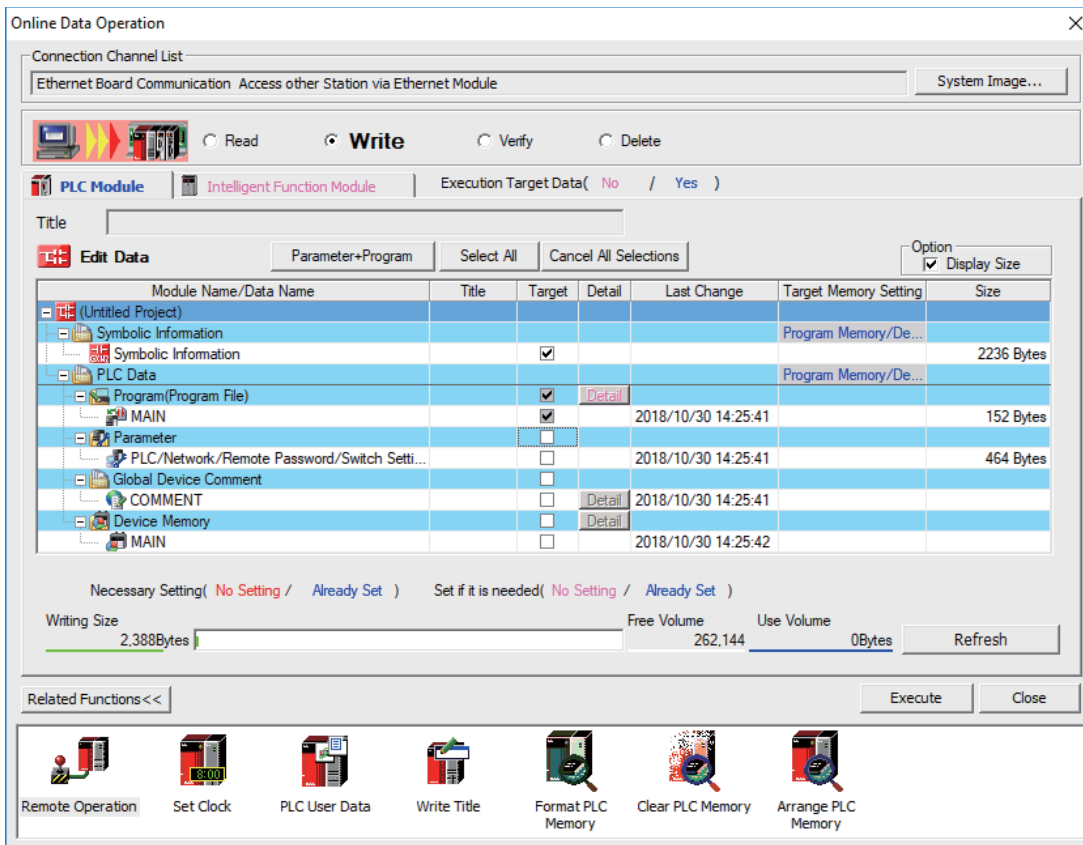 Online Data Operation
Connection Channel List
Ethernet Board Communication Access other Station via Ethernet Module
System Image...
Read
Write
Verify
Delete
PLC Module
Intelligent Function Module
Execution Target Data( No / Yes )
Title
Edit Data
Parameter+Program
Select All
Cancel All Selections
Option
Display Size
Module Name/Data Name Title Target Detail Last Change Target Memory Setting Size
(Untitled Project)
Symbolic Information Program Memory/De...
Symbolic Information 2236 Bytes
PLC Data Program Memory/De...
Program(Program File) Detail
MAIN 2018/10/30 14:25:41 152 Bytes
Parameter
PLC/Network/Remote Password/Switch Setti... 2018/10/30 14:25:41 464 Bytes
Global Device Comment
COMMENT Detail 2018/10/30 14:25:41
Device Memory Detail
MAIN 2018/10/30 14:25:42
Necessary Setting( No Setting / Already Set ) Set if it is needed( No Setting / Already Set )
Writing Size Free Volume Use Volume
2,388Bytes 262,144 0Bytes
Refresh
Related Functions<<
Execute
Close
8:00
Remote Operation
Set Clock
PLC User Data
Write Title
Format PLC
Memory
Clear PLC Memory
Arrange PLC
Memory